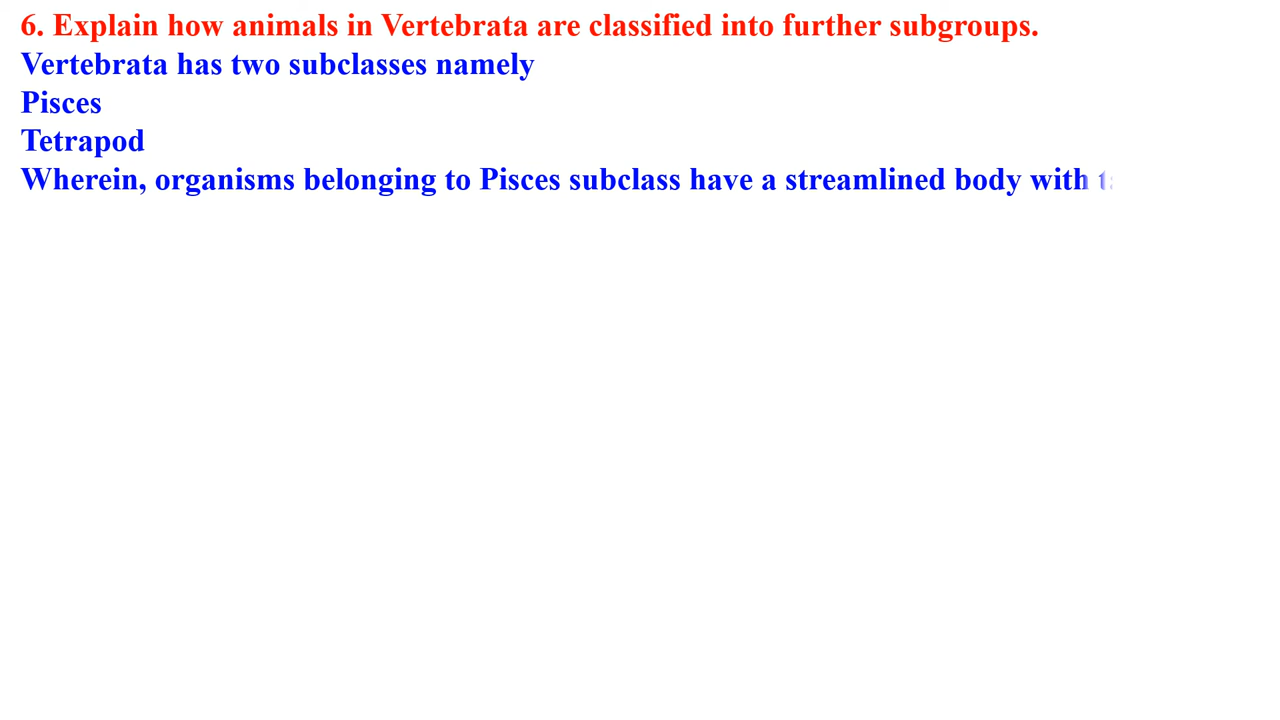 6. Explain how animals in Vertebrata are classified into further subgroups.
Vertebrata has two subclasses namely
Pisces
Tetrapod
Wherein, organisms belonging to Pisces subclass have a streamlined body with